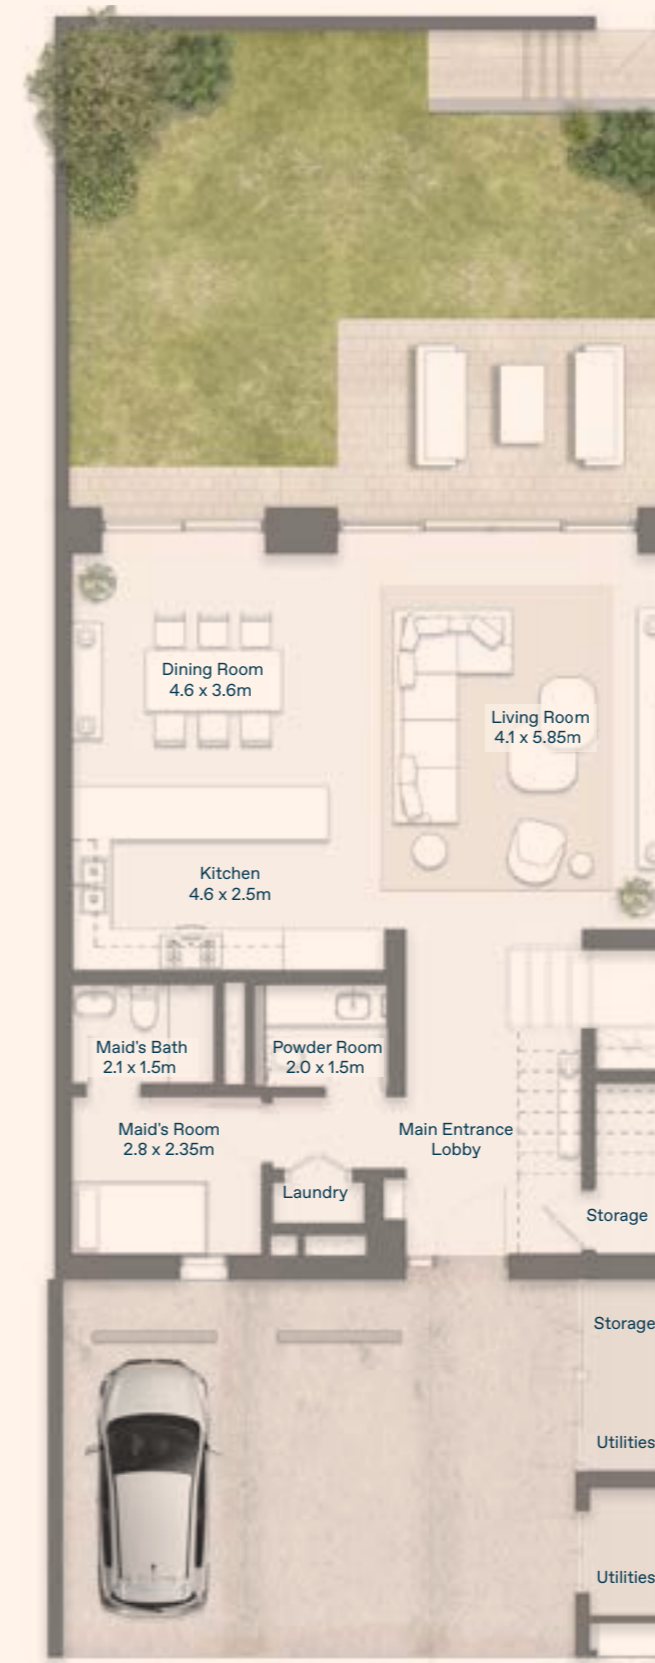 Dining Room
4.6 x 3.6m
Living Room
4.1 x 5.85m
Kitchen
4.6 x 2.5m
Maid's Bath
2.1 x 1.5m
Powder Room
2.0 x 1.5m
Maid's Room
2.8 x 2.35m
Main Entrance
Lobby
Laundry
Storage
Storage
Utilities
Utilities